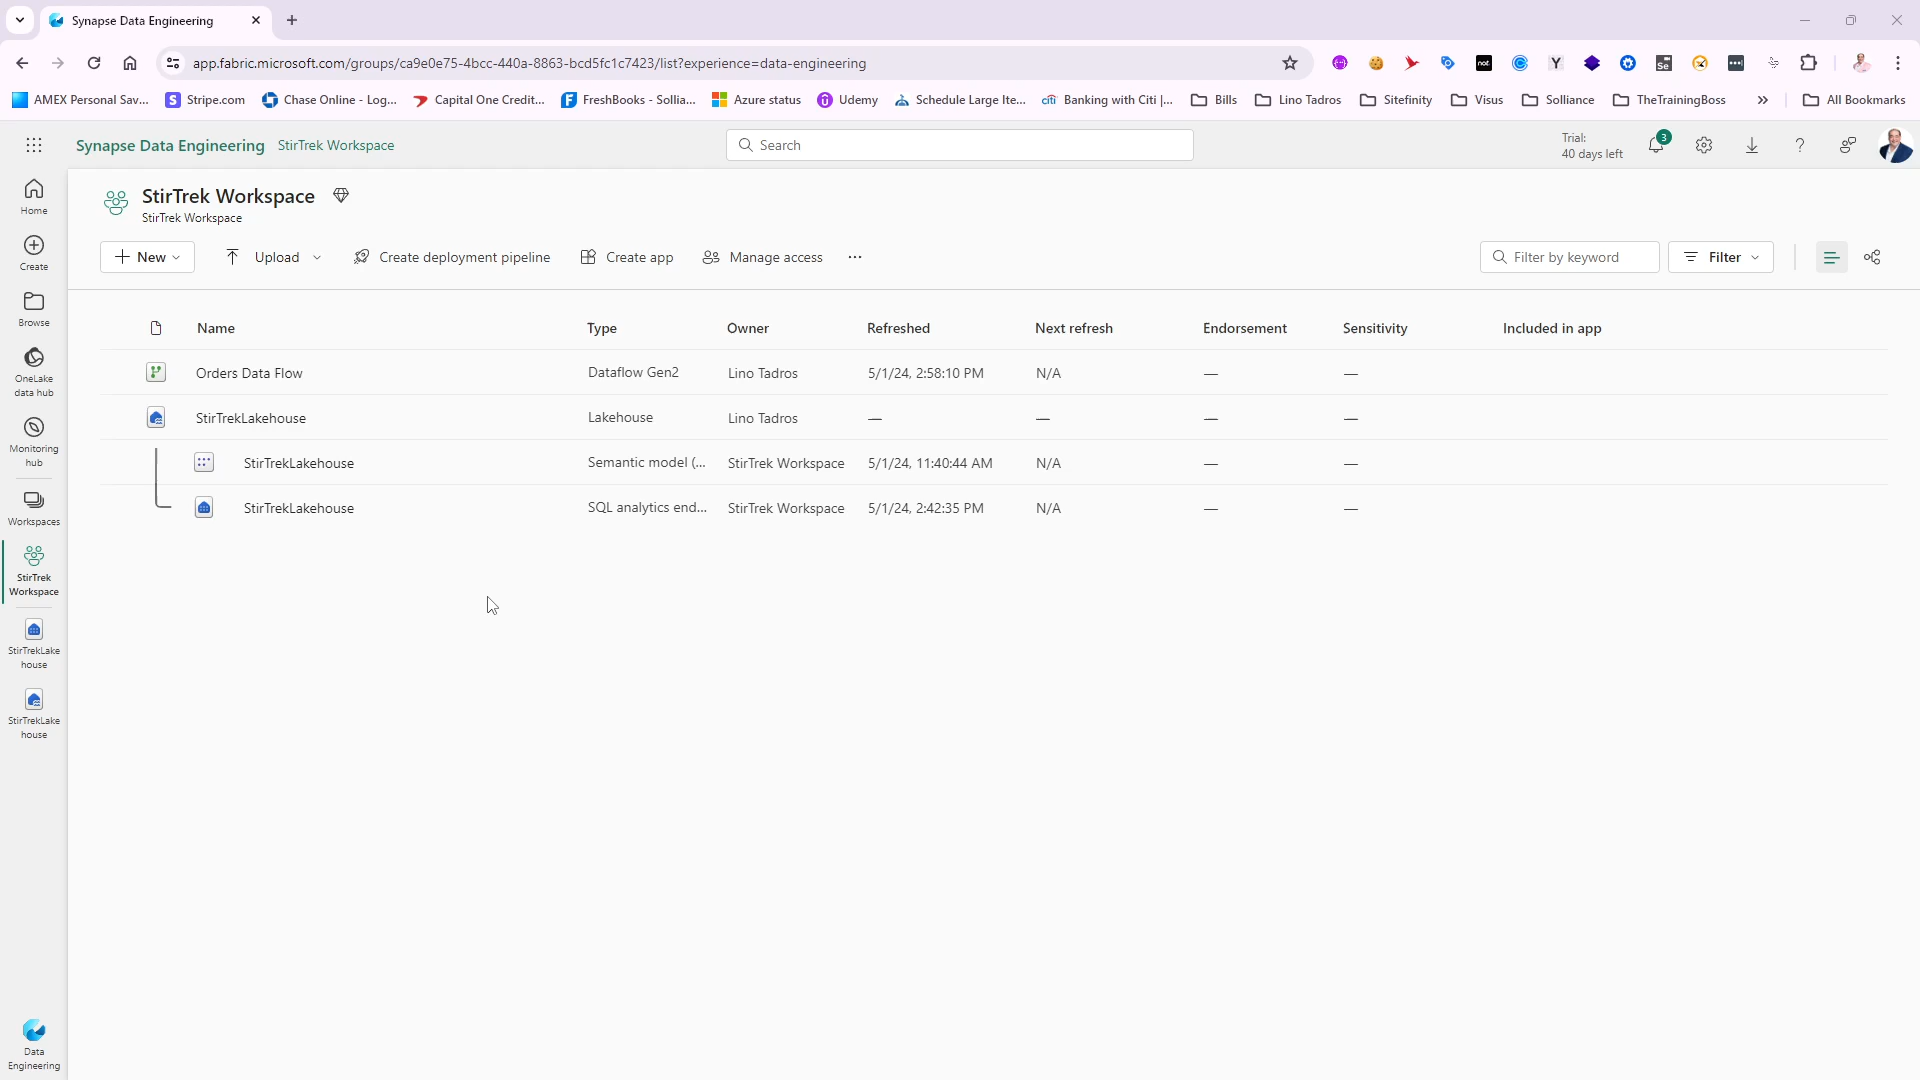 Synapse Data Engineering
app.fabric.microsoft.com/groups/ca9e0e75-4bcc-440a-8863-bcd5fc1c7423/list?experience=data-engineering
AMEX Personal Sav...
Stripe.com
Chase Online - Log...
Capital One Credit...
FreshBooks - Sollia...
Azure status
Udemy
Schedule Large Ite...
citi Banking with Citi |...
Bills
Lino Tadros
Sitefinity
Visus
Solliance
TheTrainingBoss
All Bookmarks
Synapse Data Engineering StirTrek Workspace
Search
Trial:
40 days left
3
Home
Create
Browse
OneLake
data hub
Monitoring
hub
Workspaces
StirTrek
Workspace
StirTrekLake
house
StirTrekLake
house
Data
Engineering
StirTrek Workspace
StirTrek Workspace
New
Upload
Create deployment pipeline
Create app
Manage access
Filter by keyword
Filter
Name Type Owner Refreshed Next refresh Endorsement Sensitivity Included in app
Orders Data Flow Dataflow Gen2 Lino Tadros 5/1/24, 2:58:10 PM N/A — —
StirTrekLakehouse Lakehouse Lino Tadros — — — —
StirTrekLakehouse Semantic model (... StirTrek Workspace 5/1/24, 11:40:44 AM N/A — —
StirTrekLakehouse SQL analytics end... StirTrek Workspace 5/1/24, 2:42:35 PM N/A — —